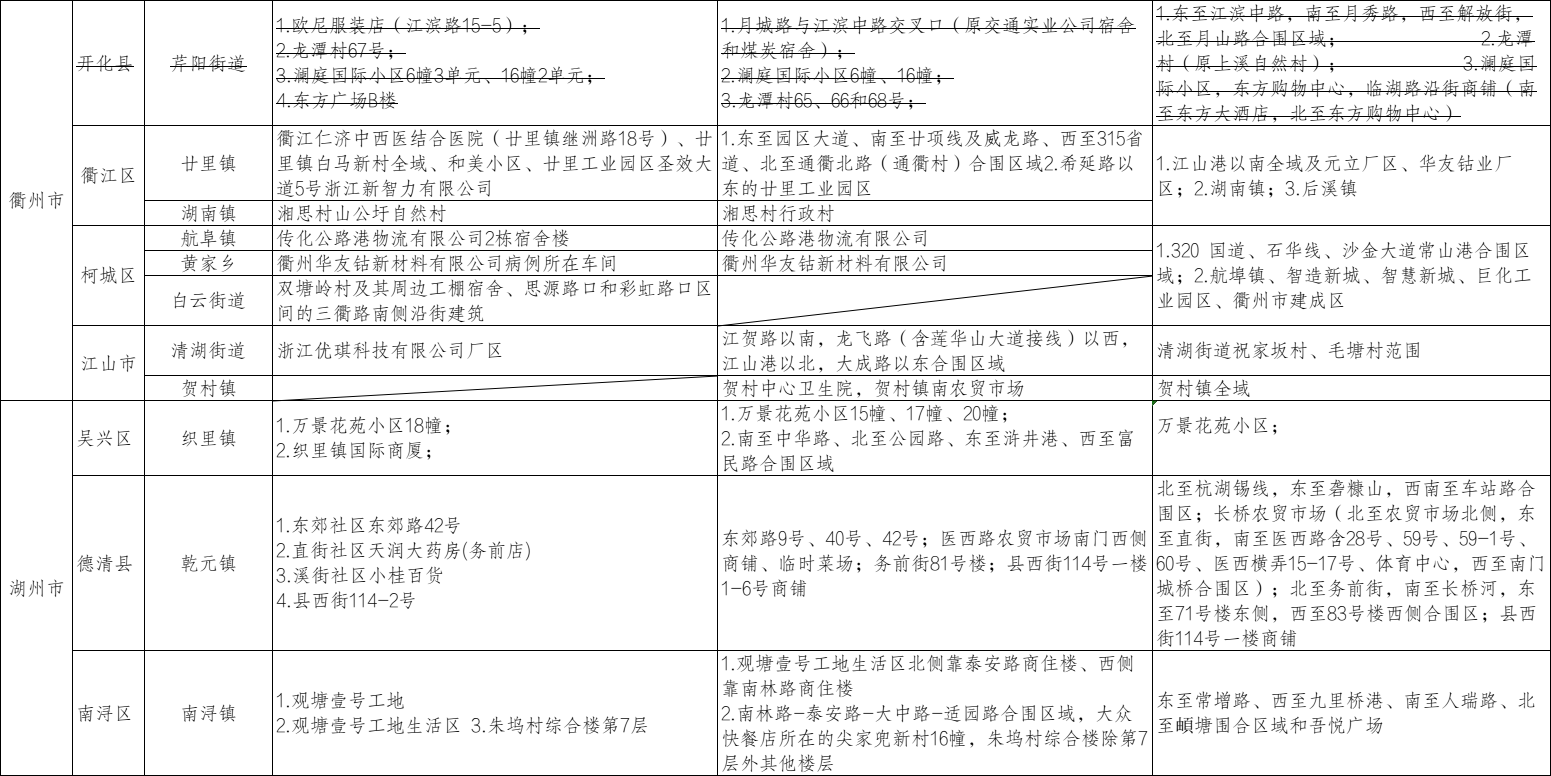 衢州市
开化县
芹阳街道
1.欧尼服装店（江滨路15-5）；
2.龙潭村67号；
3.澜庭国际小区6幢3单元、16幢2单元；
4.东方广场B楼
1.月城路与江滨中路交叉口（原交通实业公司宿舍
和煤炭宿舍）；
2.澜庭国际小区6幢、16幢；
3.龙潭村65、66和68号；
1.东至江滨中路，南至月秀路，西至解放街，
北至月山路合围区域； 2.龙潭
村（原上溪自然村）； 3.澜庭国
际小区，东方购物中心，临湖路沿街商铺（南
至东方大酒店，北至东方购物中心）
衢江区
廿里镇
衢江仁济中西医结合医院（廿里镇继洲路18号）、廿
里镇白马新村全域、和美小区、廿里工业园区圣效大
道5号浙江新智力有限公司
1.东至园区大道、南至廿项线及威龙路、西至315省
道、北至通衢北路（通衢村）合围区域2.希延路以
东的廿里工业园区
1.江山港以南全域及元立厂区、华友钴业厂
区；2.湖南镇；3.后溪镇
湖南镇
湘思村山公圩自然村
湘思村行政村
柯城区
航阜镇
传化公路港物流有限公司2栋宿舍楼
传化公路港物流有限公司
1.320 国道、石华线、沙金大道常山港合围区
域；2.航埠镇、智造新城、智慧新城、巨化工
业园区、衢州市建成区
黄家乡
衢州华友钴新材料有限公司病例所在车间
衢州华友钴新材料有限公司
白云街道
双塘岭村及其周边工棚宿舍、思源路口和彩虹路口区
间的三衢路南侧沿街建筑
江山市
清湖街道
浙江优琪科技有限公司厂区
江贺路以南，龙飞路（含莲华山大道接线）以西，
江山港以北，大成路以东合围区域
清湖街道祝家坂村、毛塘村范围
贺村镇
贺村中心卫生院，贺村镇南农贸市场
贺村镇全域
湖州市
吴兴区
织里镇
1.万景花苑小区18幢；
2.织里镇国际商厦；
1.万景花苑小区15幢、17幢、20幢；
2.南至中华路、北至公园路、东至浒井港、西至富
民路合围区域
万景花苑小区；
德清县
乾元镇
1.东郊社区东郊路42号
2.直街社区天润大药房(务前店)
3.溪街社区小桂百货
4.县西街114-2号
东郊路9号、40号、42号；医西路农贸市场南门西侧
商铺、临时菜场；务前街81号楼；县西街114号一楼
1-6号商铺
北至杭湖锡线，东至砻糠山，西南至车站路合
围区；长桥农贸市场（北至农贸市场北侧，东
至直街，南至医西路含28号、59号、59-1号、
60号、医西横弄15-17号、体育中心，西至南门
城桥合围区）；北至务前街，南至长桥河，东
至71号楼东侧，西至83号楼西侧合围区；县西
街114号一楼商铺
南浔区
南浔镇
1.观塘壹号工地
2.观塘壹号工地生活区 3.朱坞村综合楼第7层
1.观塘壹号工地生活区北侧靠泰安路商住楼、西侧
靠南林路商住楼
2.南林路-泰安路-大中路-适园路合围区域，大众
快餐店所在的尖家兜新村16幢，朱坞村综合楼除第7
层外其他楼层
东至常增路、西至九里桥港、南至人瑞路、北
至頔塘围合区域和吾悦广场